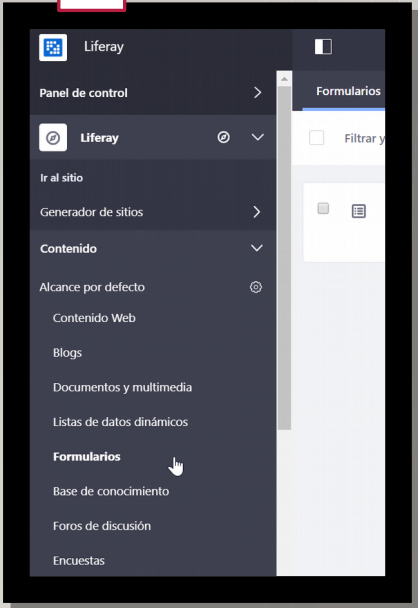 Liferay
Panel de control
Formularios
Liferay
Filtrar y
Ir al sitio
Generador de sitios
Contenido
Alcance por defecto
Contenido Web
Blogs
Documentos y multimedia
Listas de datos dinámicos
Formularios
Base de conocimiento
Foros de discusión
Encuestas